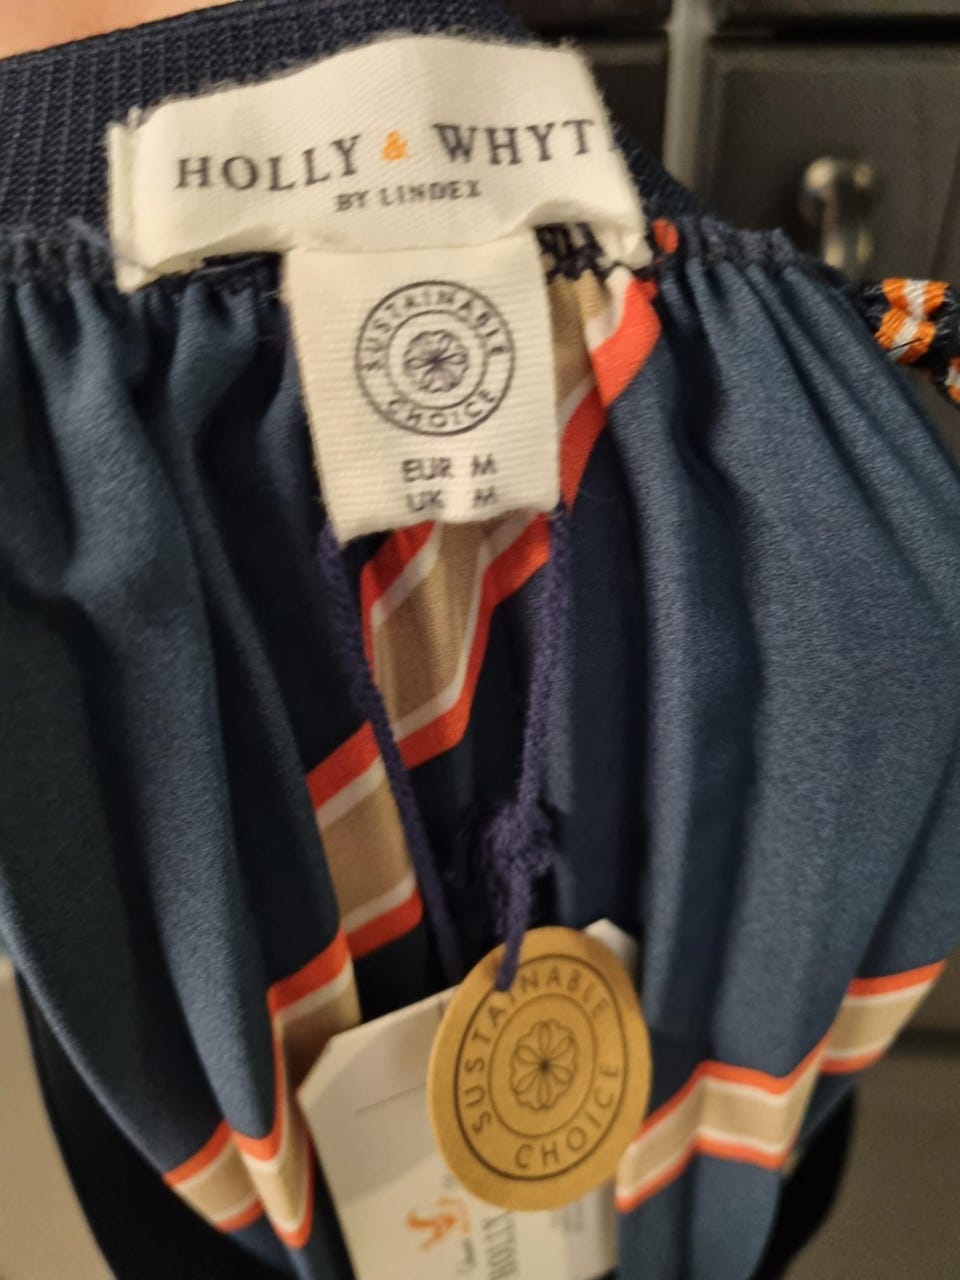 HOLLY & WHYT
BY LINDEX
SUSTAINABLE
CHOICE
EUR M
UK M
SUSTAINABLE
CHOICE